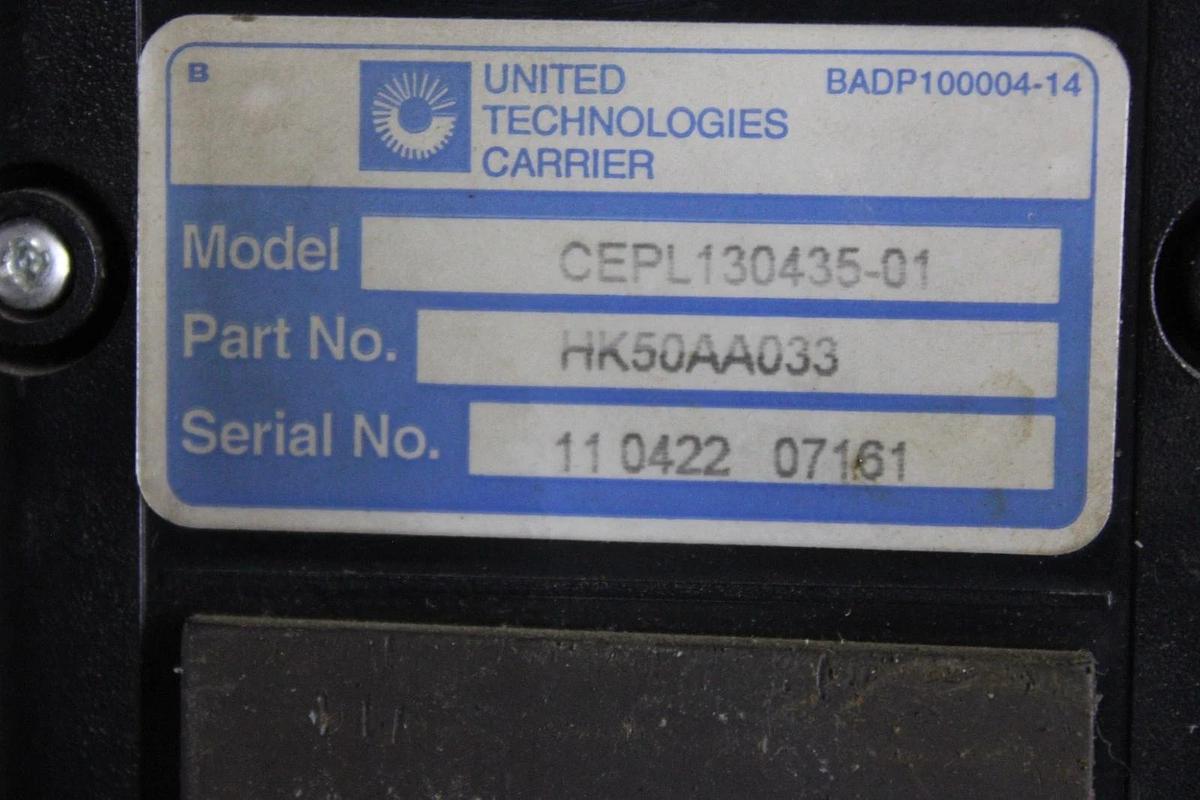 B
UNITED
TECHNOLOGIES
CARRIER
BADP100004-14
Model CEPL130435-01
Part No. HK50AA033
Serial No. 11 0422 07161